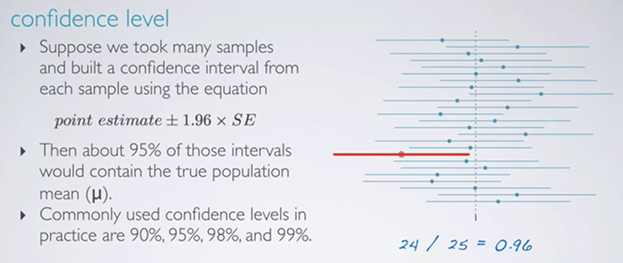 confidence level
▸ Suppose we took many samples
and built a confidence interval from
each sample using the equation
point estimate ± 1.96 × SE
▸ Then about 95% of those intervals
would contain the true population
mean (μ).
▸ Commonly used confidence levels in
practice are 90%, 95%, 98%, and 99%.
24 / 25 = 0.96